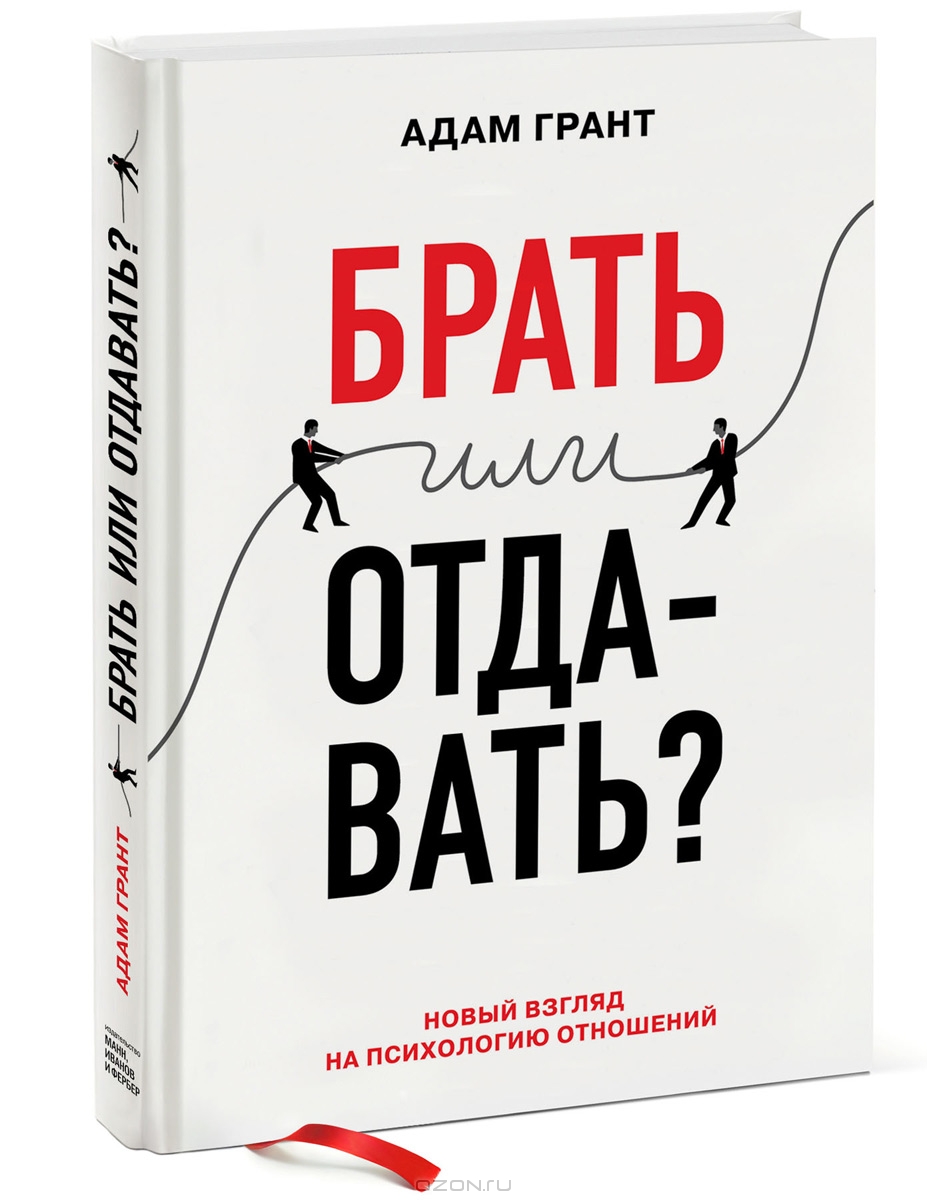 АДАМ ГРАНТ
БРАТЬ
или
ОТДА-
ВАТЬ?
НОВЫЙ ВЗГЛЯД
НА ПСИХОЛОГИЮ ОТНОШЕНИЙ
БРАТЬ ИЛИ ОТДАВАТЬ?
АДАМ ГРАНТ
издательство
МАНН,
ИВАНОВ
И ФЕРБЕР
ozon.ru